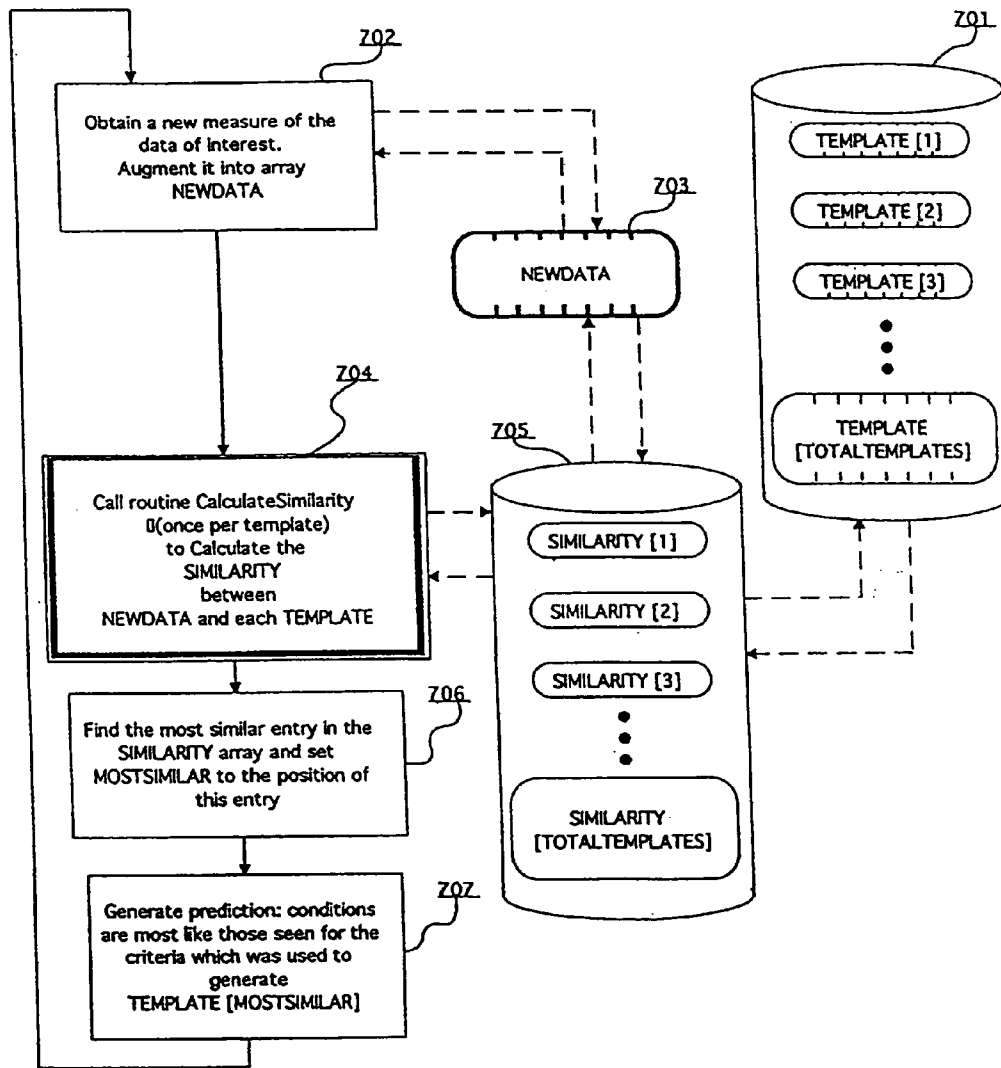 702
Obtain a new measure of the
data of interest.
Augment it into array
NEWDATA
703
NEWDATA
701
TEMPLATE [1]
TEMPLATE [2]
TEMPLATE [3]
TEMPLATE
[TOTALTEMPLATES]
704
Call routine CalculateSimilarity
▯(once per template)
to Calculate the
SIMILARITY
between
NEWDATA and each TEMPLATE
705
SIMILARITY [1]
SIMILARITY [2]
SIMILARITY [3]
SIMILARITY
[TOTALTEMPLATES]
706
Find the most similar entry in the
SIMILARITY array and set
MOSTSIMILAR to the position of
this entry
707
Generate prediction: conditions
are most like those seen for the
criteria which was used to
generate
TEMPLATE [MOSTSIMILAR]